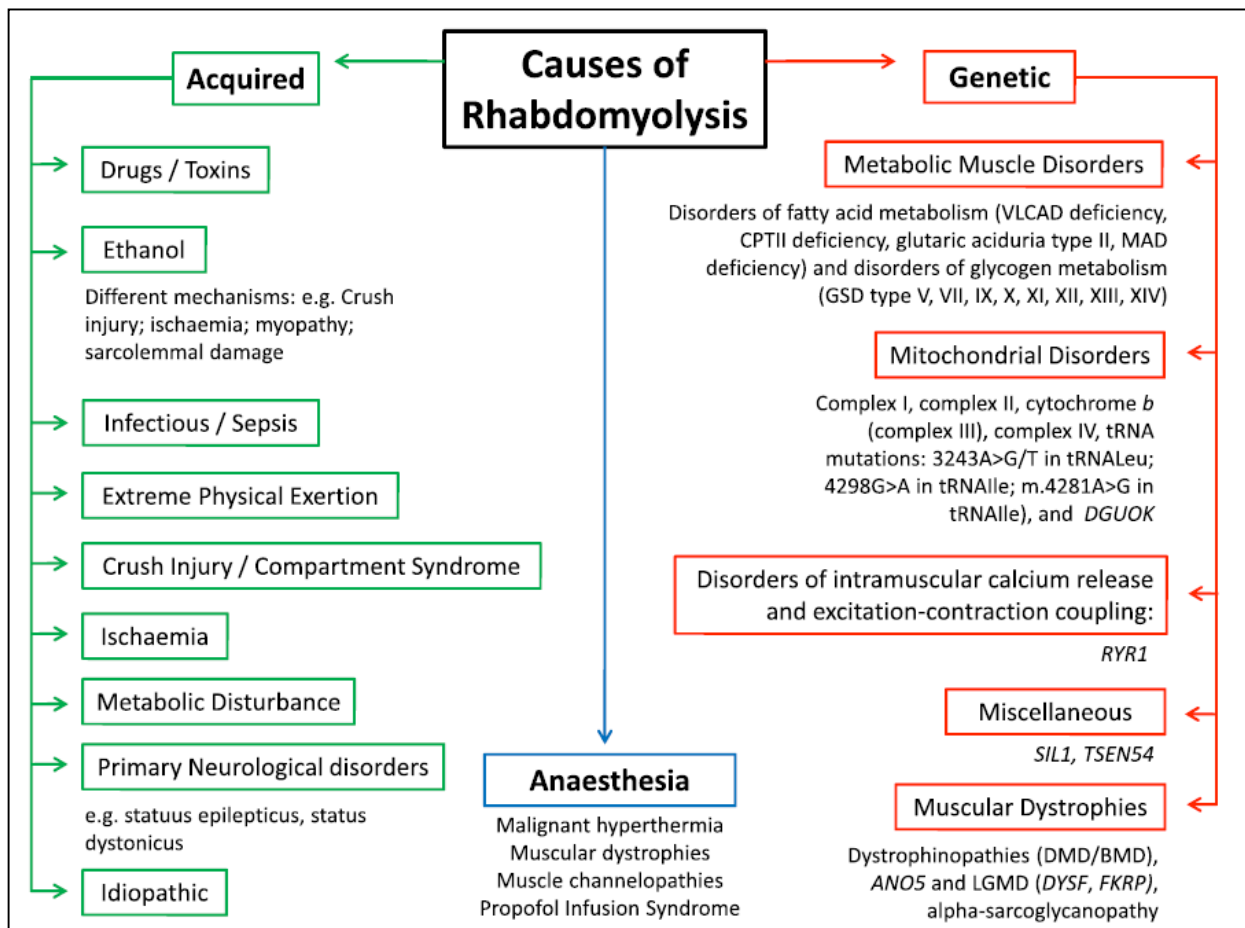 Causes of
Rhabdomyolysis
Acquired
Drugs / Toxins
Ethanol
Different mechanisms: e.g. Crush
injury; ischaemia; myopathy;
sarcolemmal damage
Infectious / Sepsis
Extreme Physical Exertion
Crush Injury / Compartment Syndrome
Ischaemia
Metabolic Disturbance
Primary Neurological disorders
e.g. statuus epilepticus, status
dystonicus
Idiopathic
Anaesthesia
Malignant hyperthermia
Muscular dystrophies
Muscle channelopathies
Propofol Infusion Syndrome
Genetic
Metabolic Muscle Disorders
Disorders of fatty acid metabolism (VLCAD deficiency,
CPTII deficiency, glutaric aciduria type II, MAD
deficiency) and disorders of glycogen metabolism
(GSD type V, VII, IX, X, XI, XII, XIII, XIV)
Mitochondrial Disorders
Complex I, complex II, cytochrome b
(complex III), complex IV, tRNA
mutations: 3243A>G/T in tRNALeu;
4298G>A in tRNAIle; m.4281A>G in
tRNAIle), and DGUOK
Disorders of intramuscular calcium release
and excitation-contraction coupling:
RYR1
Miscellaneous
SIL1, TSEN54
Muscular Dystrophies
Dystrophinopathies (DMD/BMD),
ANO5 and LGMD (DYSF, FKRP),
alpha-sarcoglycanopathy